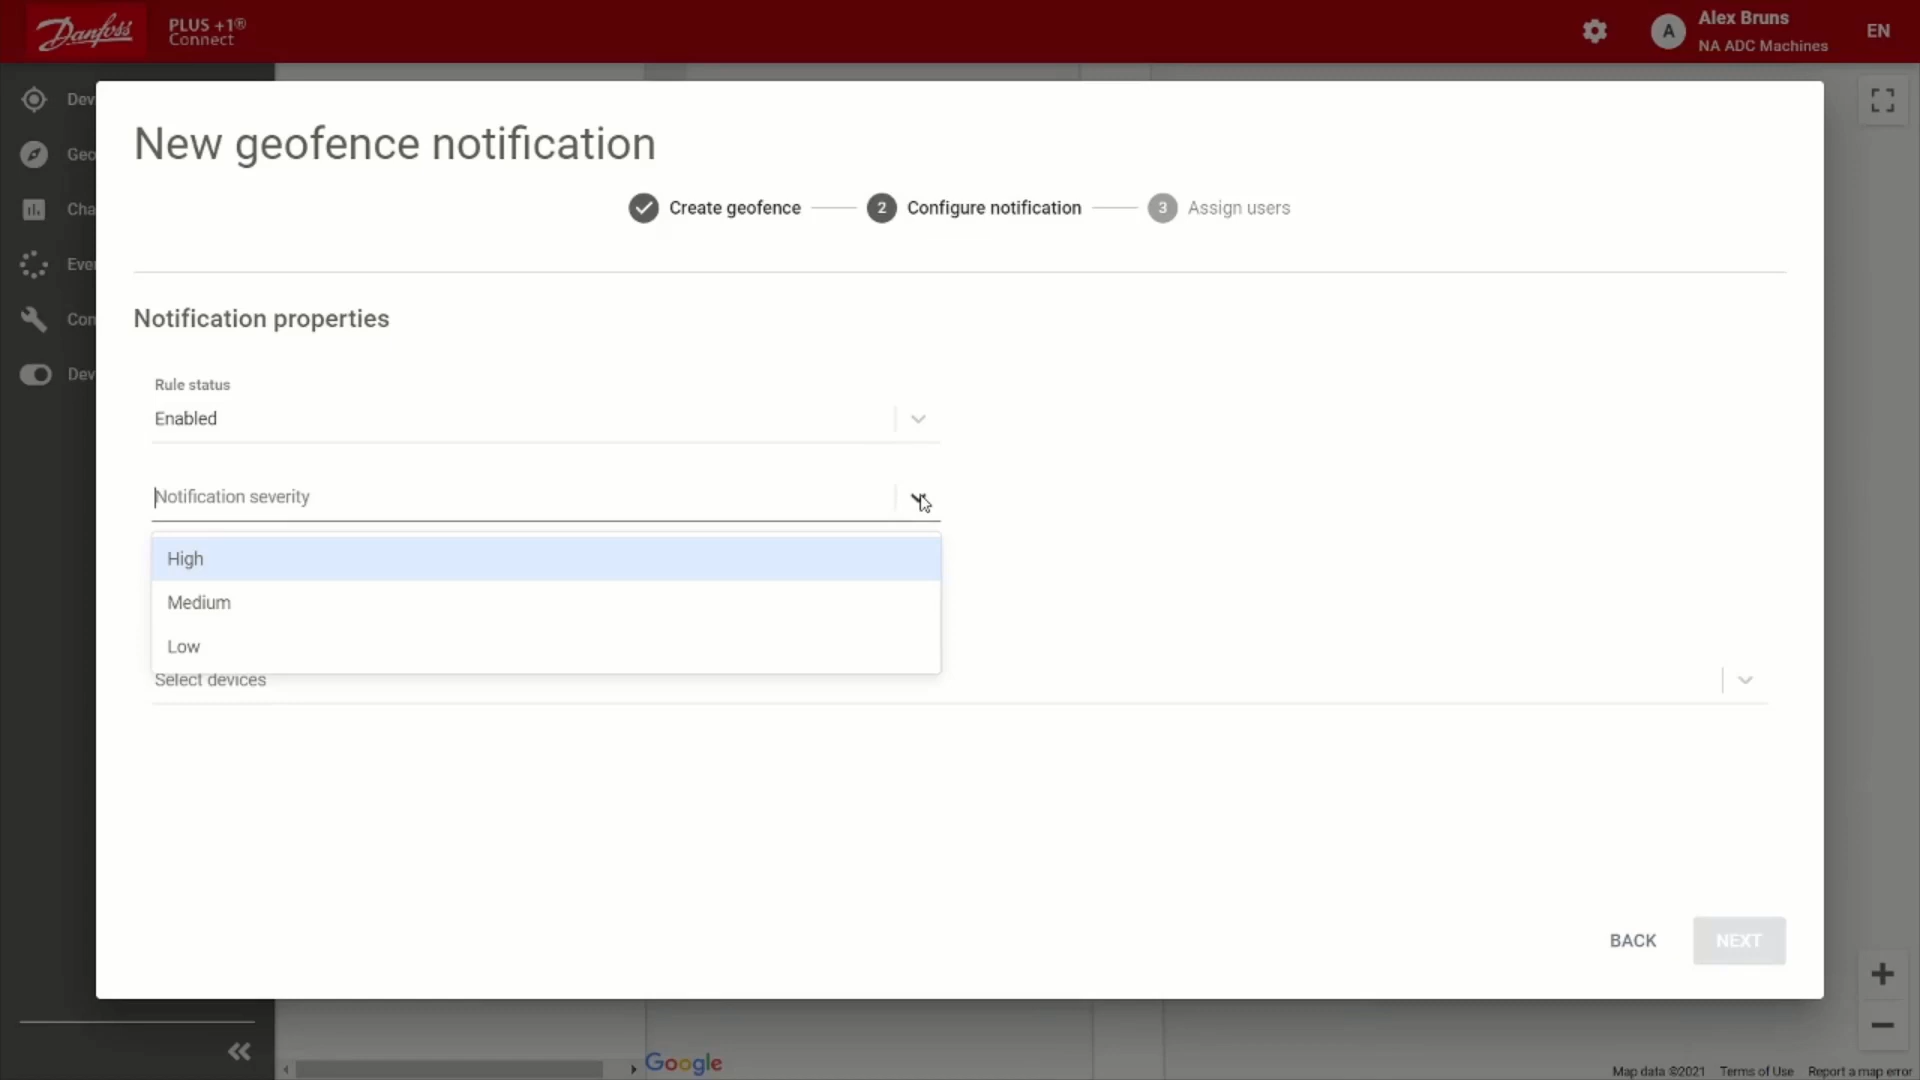 Danfoss
PLUS +1®
Connect
A
Alex Bruns
NA ADC Machines
EN
Dev
Geo
Cha
Eve
Con
Dev
New geofence notification
Create geofence
2
Configure notification
3
Assign users
Notification properties
Rule status
Enabled
Notification severity
High
Medium
Low
Select devices
BACK
NEXT
Google
Map data ©2021
Terms of Use
Report a map error